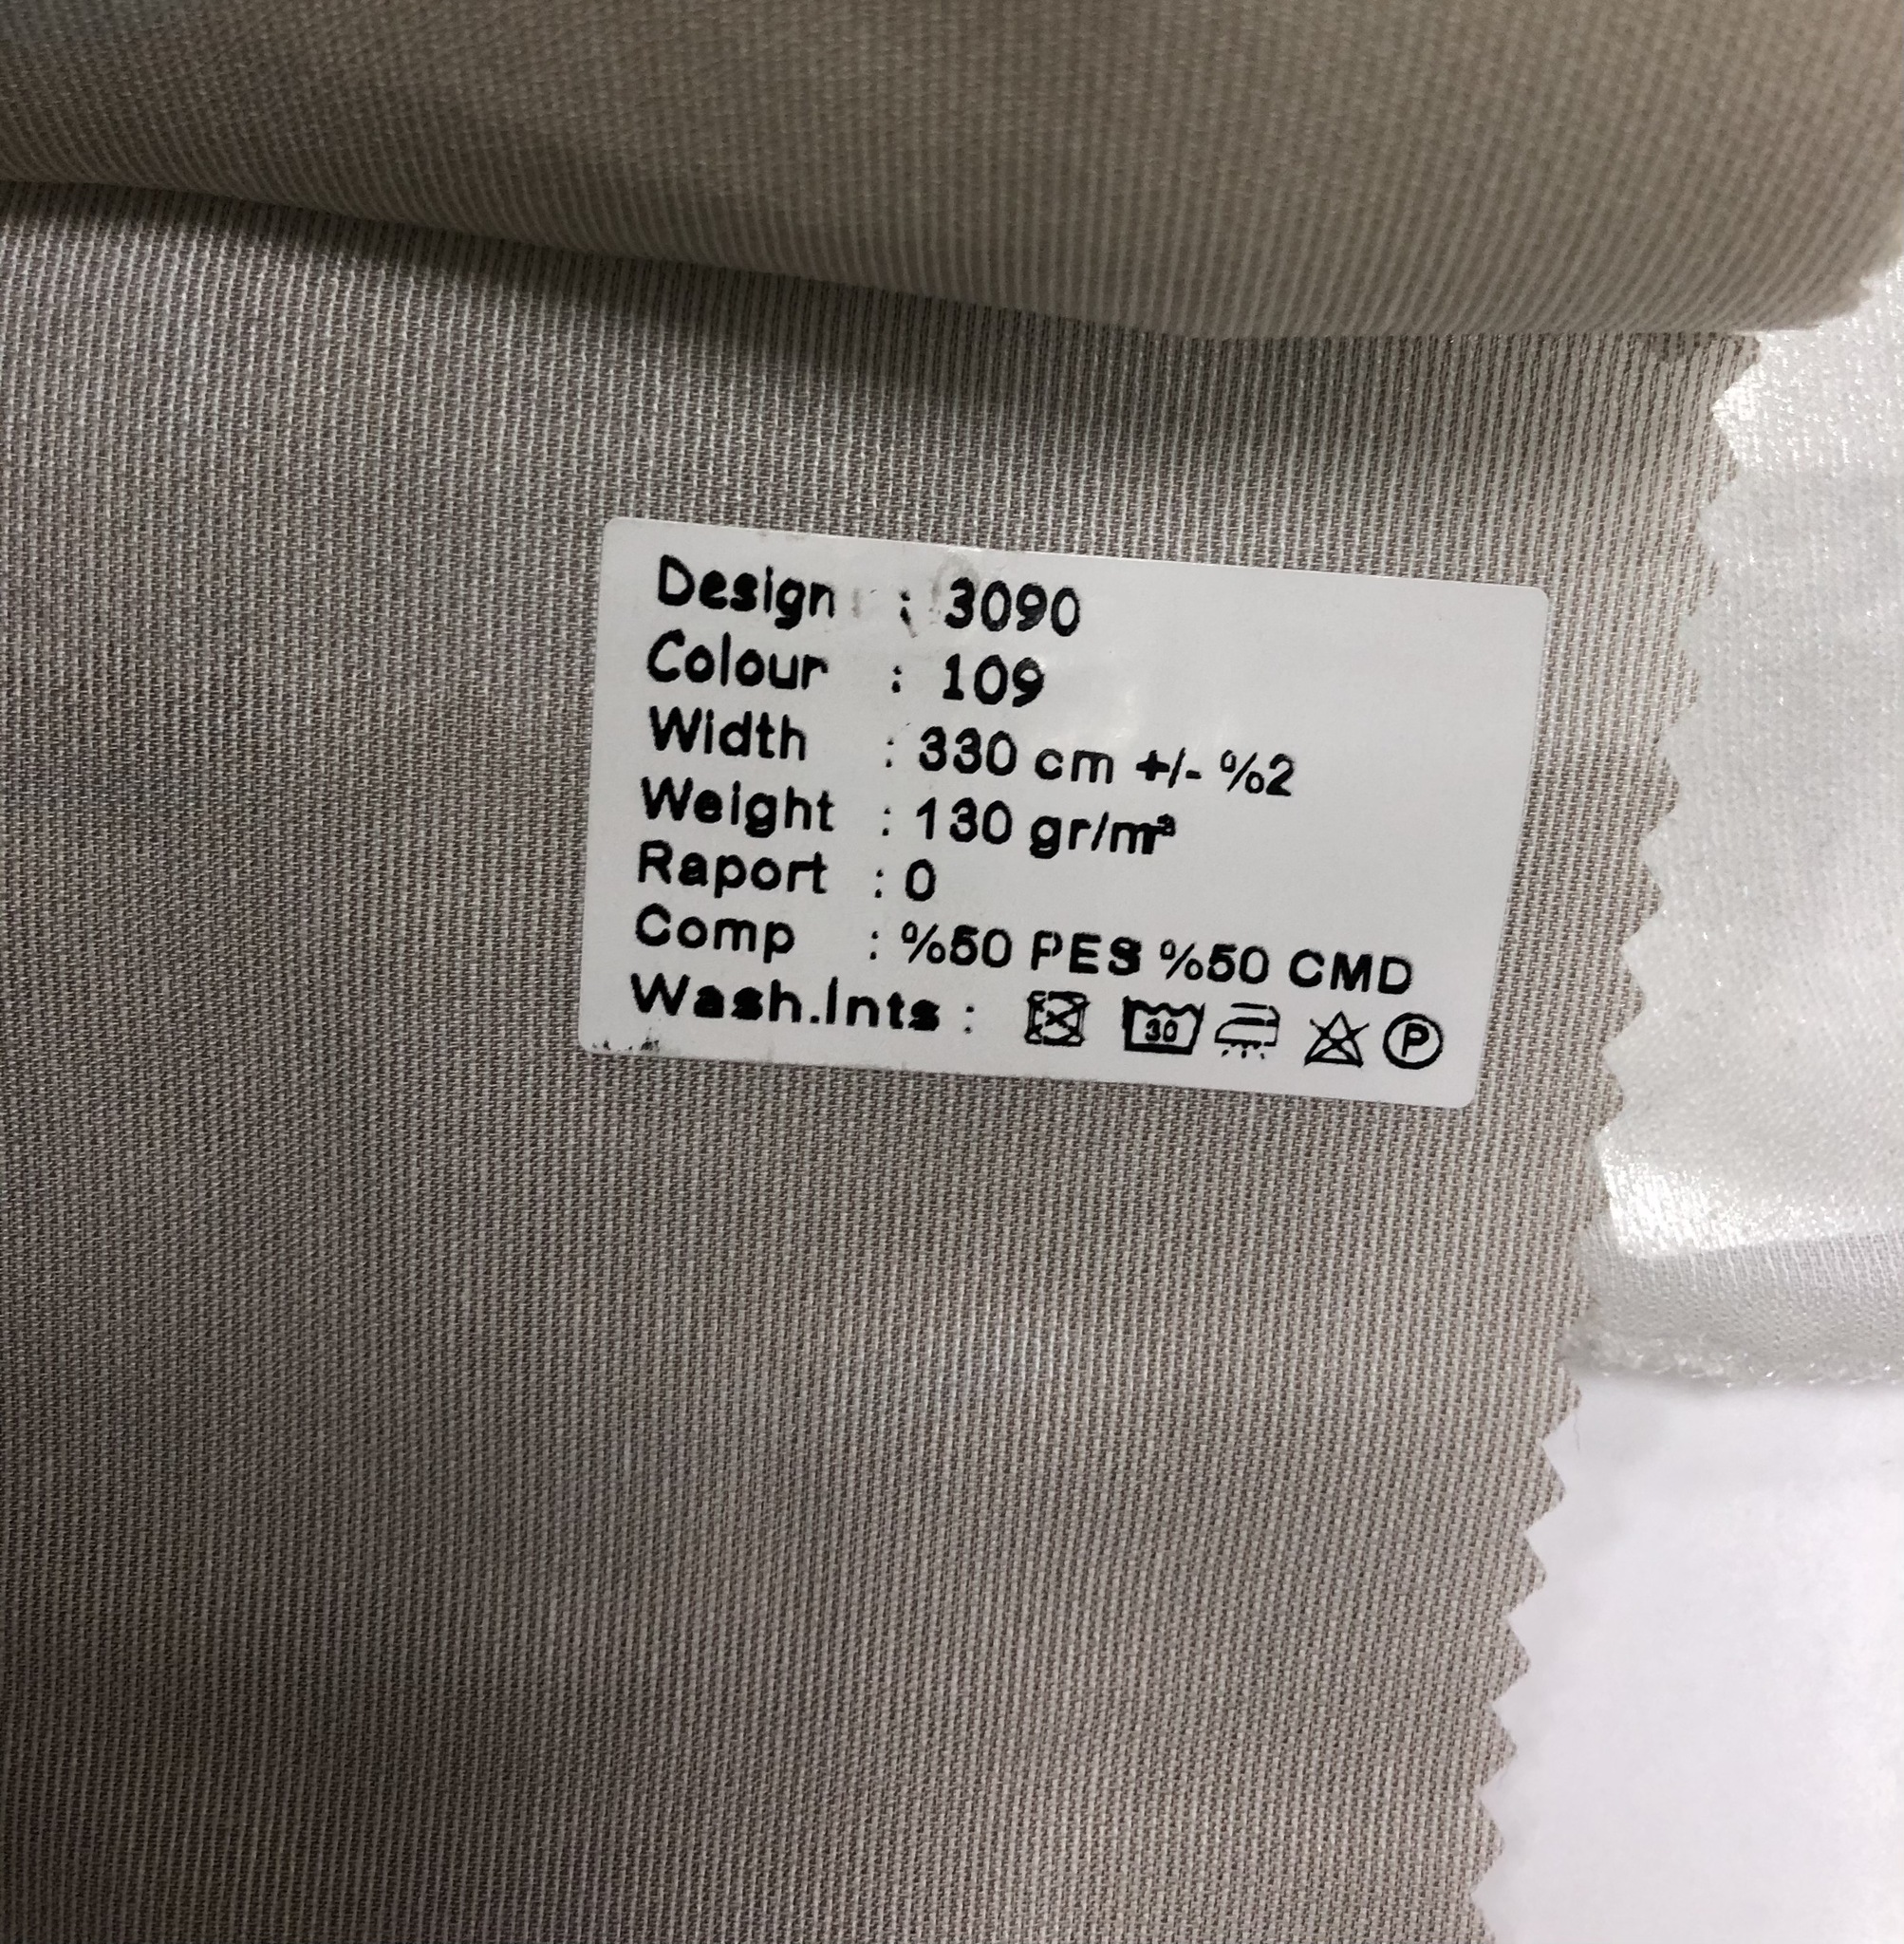 Design : 3090
Colour : 109
Width : 330 cm +/- %2
Weight : 130 gr/m²
Raport : 0
Comp : %50 PES %50 CMD
Wash.Ints : 30 P